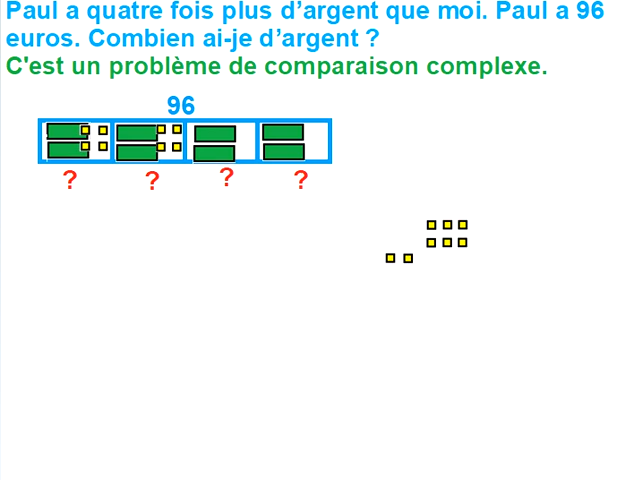 Paul a quatre fois plus d’argent que moi. Paul a 96
euros. Combien ai-je d’argent ?
C'est un problème de comparaison complexe.
96
? ? ? ?